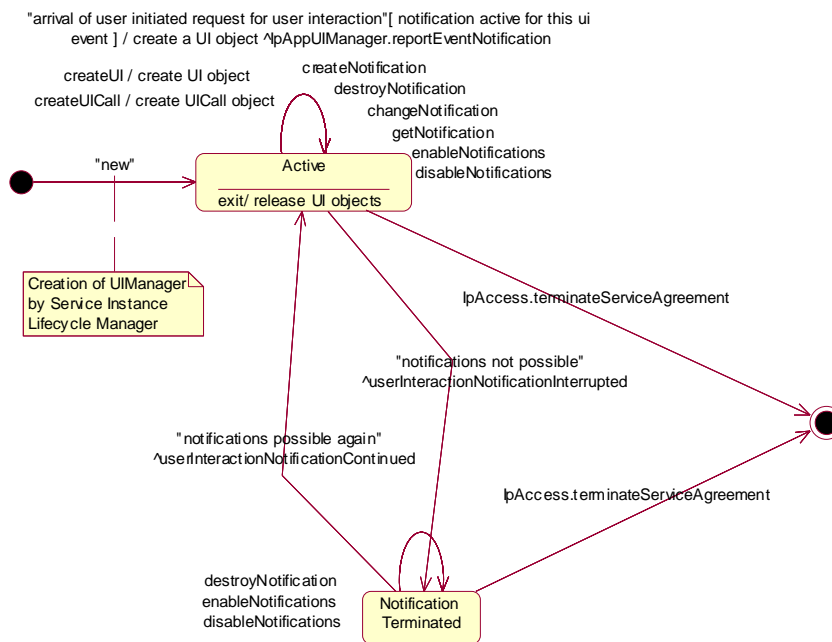 "arrival of user initiated request for user interaction"[ notification active for this ui
event ] / create a UI object ^IpAppUIManager.reportEventNotification
createUI / create UI object
createUICall / create UICall object
createNotification
destroyNotification
changeNotification
getNotification
enableNotifications
disableNotifications
"new"
Active
exit/ release UI objects
Creation of UIManager
by Service Instance
Lifecycle Manager
IpAccess.terminateServiceAgreement
"notifications not possible"
^userInteractionNotificationInterrupted
"notifications possible again"
^userInteractionNotificationContinued
IpAccess.terminateServiceAgreement
destroyNotification
enableNotifications
disableNotifications
Notification
Terminated